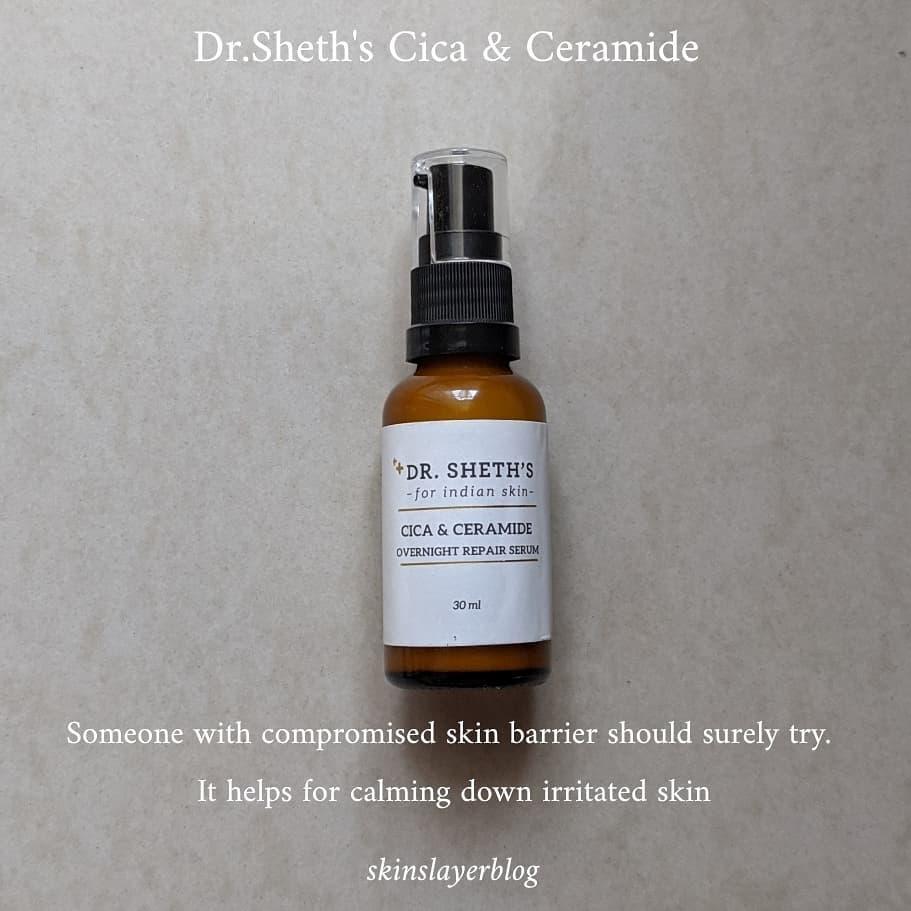 Dr.Sheth's Cica & Ceramide
DR. SHETH'S
-for indian skin-
CICA & CERAMIDE
OVERNIGHT REPAIR SERUM
30 ml
Someone with compromised skin barrier should surely try.
It helps for calming down irritated skin
skinslayerblog